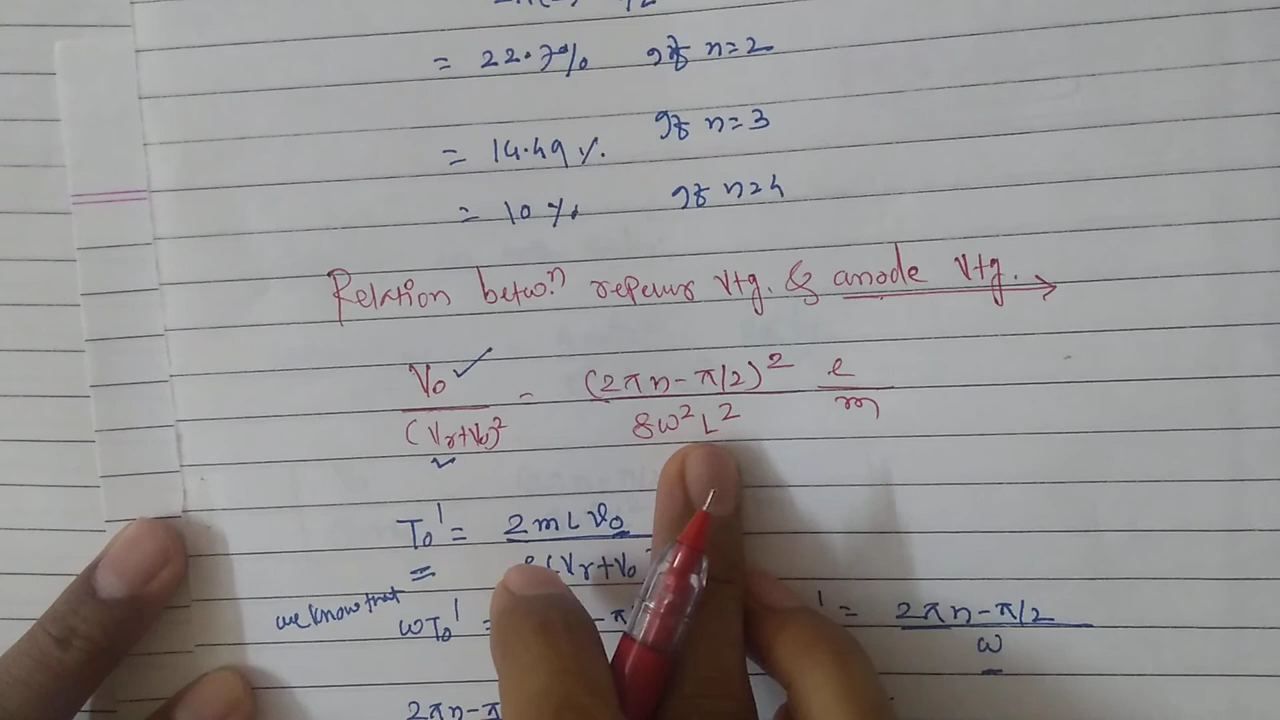 = 22.7% If n=2
= 14.49 %. If n=3
= 10 % If n=4
Relation betwn repeller Vtg. & anode Vtg. →
V₀ / (Vr+V₀)² = (2πn-π/2)² / 8ω²L² e/m
T₀' = 2mLv₀ / e(Vr+V₀
we know that
ωT₀' = -π ' = 2πn-π/2 / ω
2πn-π